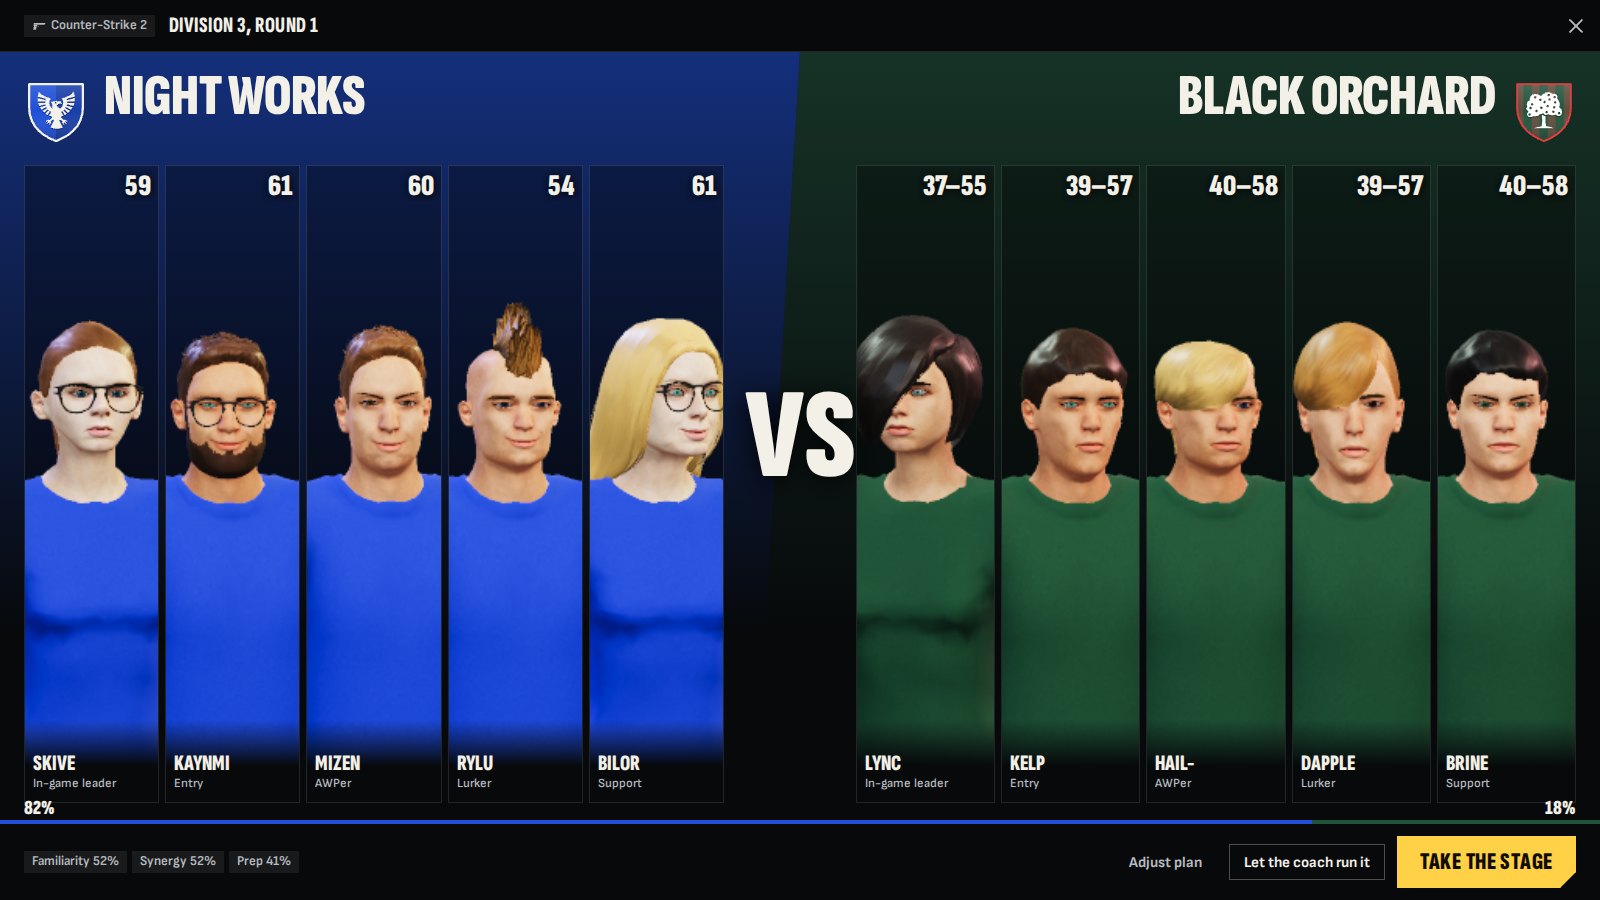 Counter-Strike 2
DIVISION 3, ROUND 1
NIGHT WORKS
BLACK ORCHARD
59
61
60
54
61
37–55
39–57
40–58
39–57
40–58
VS
SKIVE
In-game leader
KAYNMI
Entry
MIZEN
AWPer
RYLU
Lurker
BILOR
Support
LYNC
In-game leader
KELP
Entry
HAIL-
AWPer
DAPPLE
Lurker
BRINE
Support
82%
18%
Familiarity 52%
Synergy 52%
Prep 41%
Adjust plan
Let the coach run it
TAKE THE STAGE